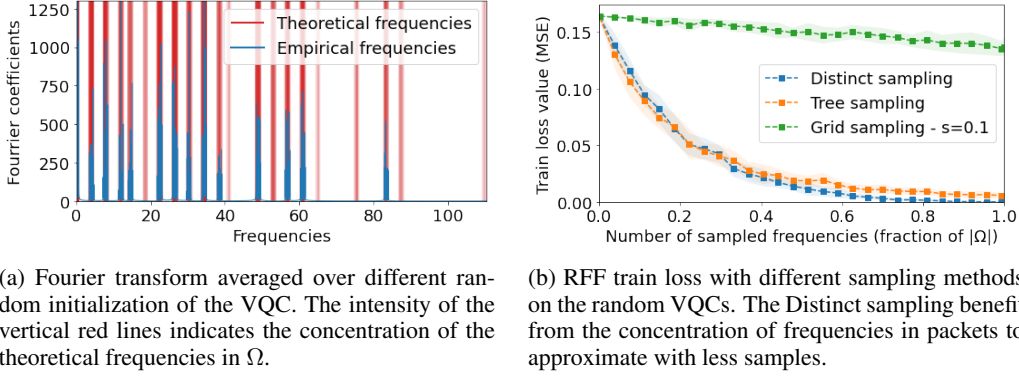 Theoretical frequencies
Empirical frequencies
Fourrier coefficients
1250
1000
750
500
250
0
0 20 40 60 80 100
Frequencies
Train loss value (MSE)
0.15
0.10
0.05
0.00
Distinct sampling
Tree sampling
Grid sampling - s=0.1
0.0 0.2 0.4 0.6 0.8 1.0
Number of sampled frequencies (fraction of |Ω|)
(a) Fourier transform averaged over different ran-
dom initialization of the VQC. The intensity of the
vertical red lines indicates the concentration of the
theoretical frequencies in Ω.
(b) RFF train loss with different sampling methods
on the random VQCs. The Distinct sampling benefi
from the concentration of frequencies in packets to
approximate with less samples.